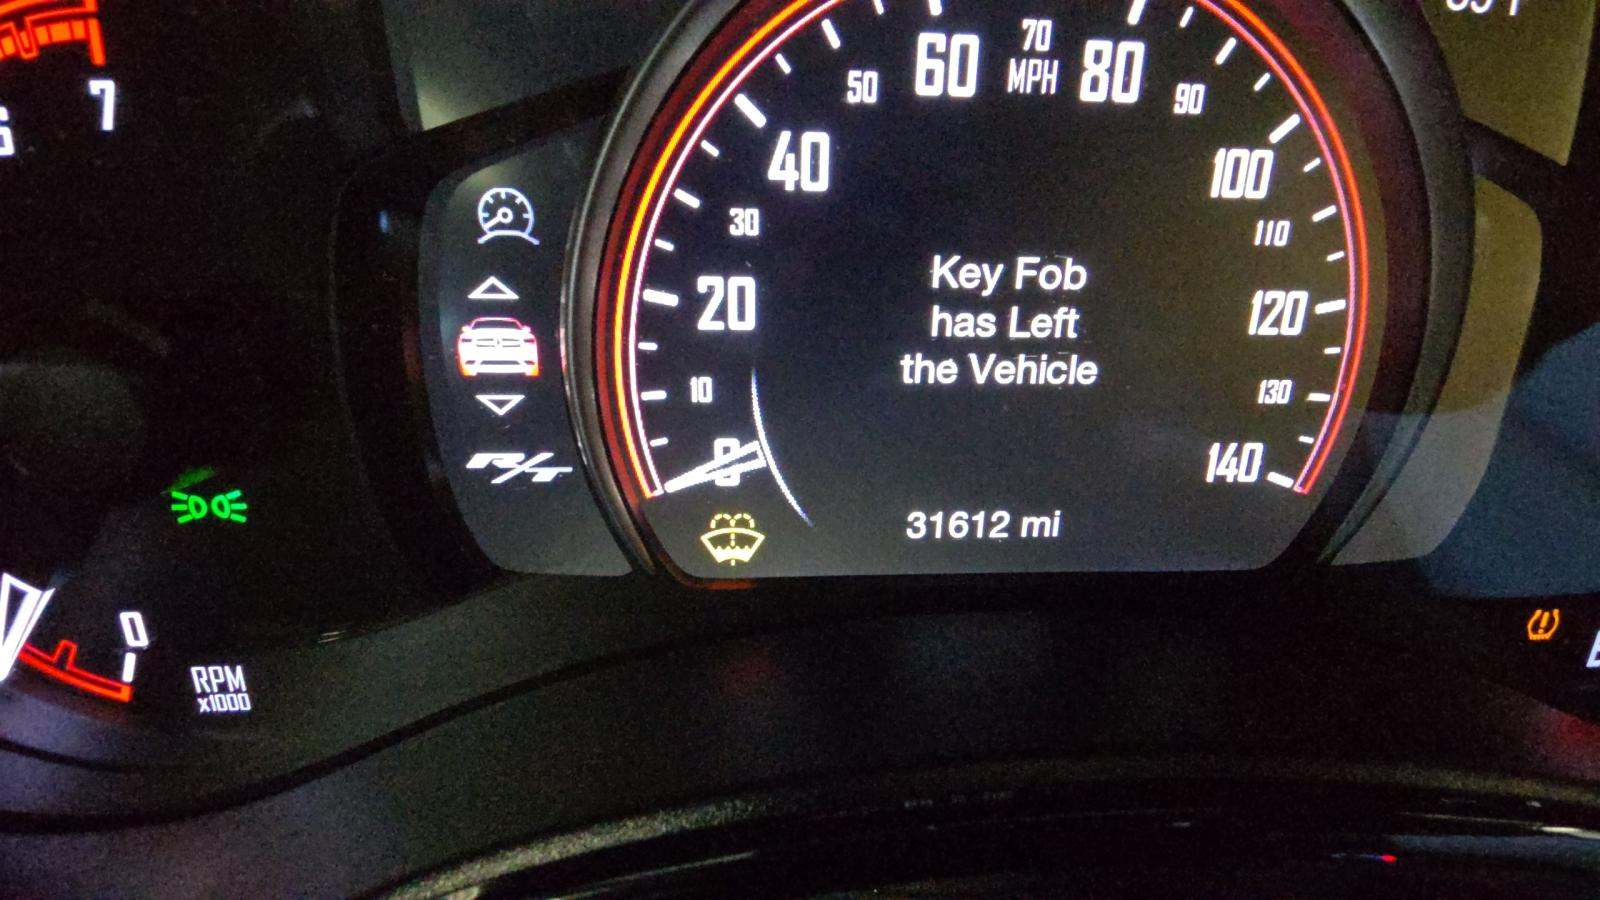 7
60
70
MPH
80
50
90
40
100
30
110
20
Key Fob
has Left
the Vehicle
120
10
130
0
140
R/T
31612 mi
0
RPM
x1000